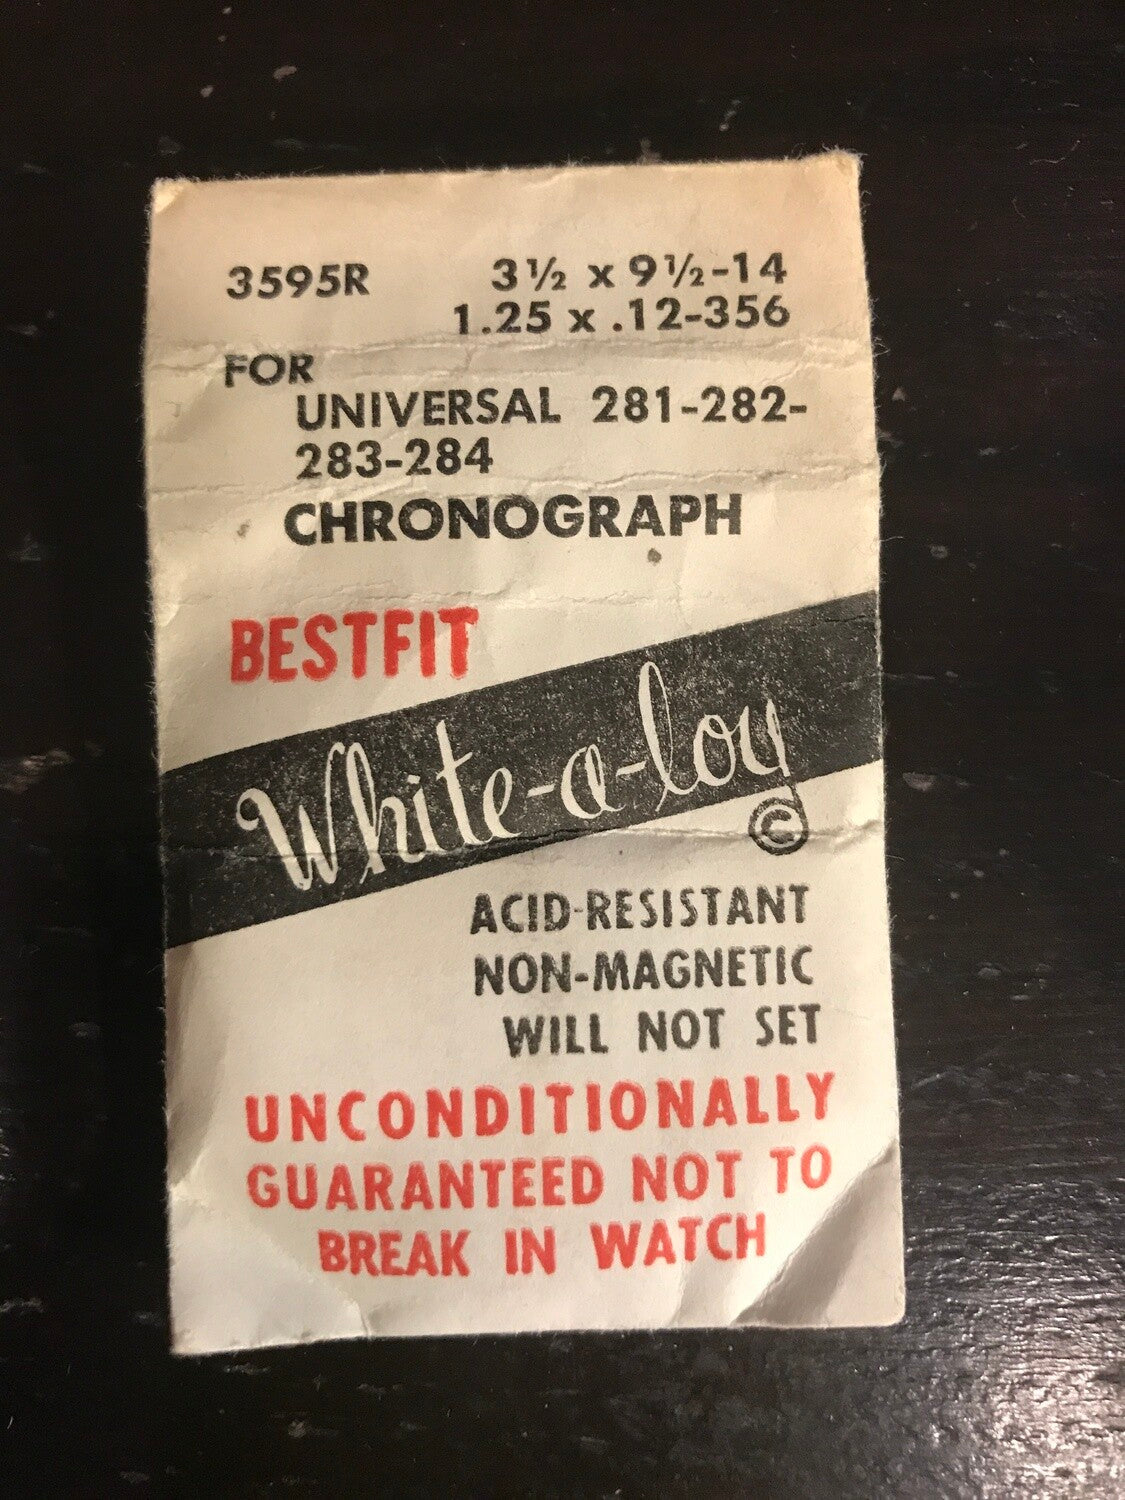 3595R 3½ x 9½-14
1.25 x .12-356
FOR
UNIVERSAL 281-282-
283-284
CHRONOGRAPH
BESTFIT
White-a-loy
©
ACID-RESISTANT
NON-MAGNETIC
WILL NOT SET
UNCONDITIONALLY
GUARANTEED NOT TO
BREAK IN WATCH